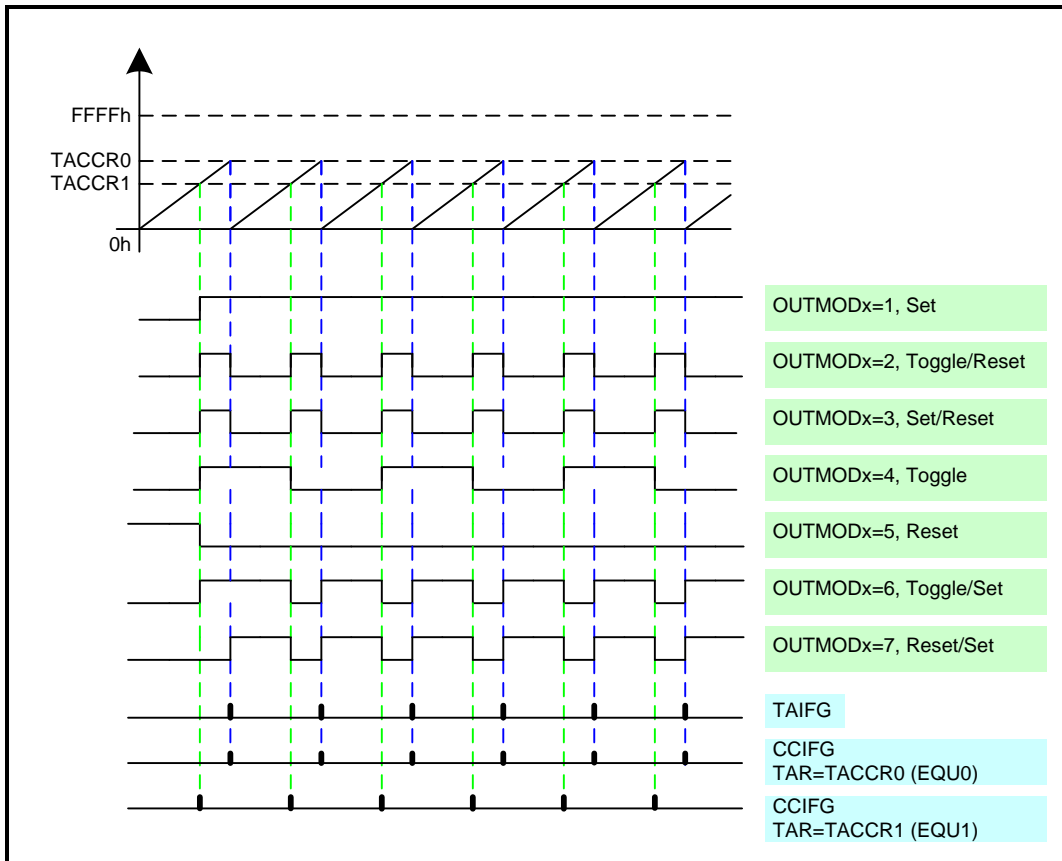 FFFFh
TACCR0
TACCR1
0h
OUTMODx=1, Set
OUTMODx=2, Toggle/Reset
OUTMODx=3, Set/Reset
OUTMODx=4, Toggle
OUTMODx=5, Reset
OUTMODx=6, Toggle/Set
OUTMODx=7, Reset/Set
TAIFG
CCIFG
TAR=TACCR0 (EQU0)
CCIFG
TAR=TACCR1 (EQU1)